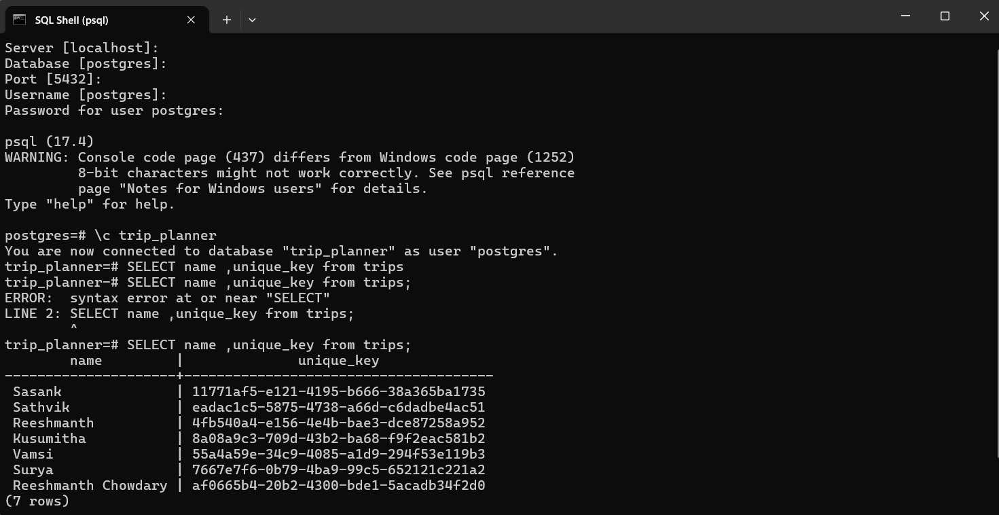 SQL Shell (psql)
Server [localhost]:
Database [postgres]:
Port [5432]:
Username [postgres]:
Password for user postgres:
psql (17.4)
WARNING: Console code page (437) differs from Windows code page (1252)
         8-bit characters might not work correctly. See psql reference
         page "Notes for Windows users" for details.
Type "help" for help.
postgres=# \c trip_planner
You are now connected to database "trip_planner" as user "postgres".
trip_planner=# SELECT name ,unique_key from trips
trip_planner-# SELECT name ,unique_key from trips;
ERROR:  syntax error at or near "SELECT"
LINE 2: SELECT name ,unique_key from trips;
        ^
trip_planner=# SELECT name ,unique_key from trips;
        name         |              unique_key
---------------------+--------------------------------------
 Sasank              | 11771af5-e121-4195-b666-38a365ba1735
 Sathvik             | eadac1c5-5875-4738-a66d-c6dadbe4ac51
 Reeshmanth          | 4fb540a4-e156-4e4b-bae3-dce87258a952
 Kusumitha           | 8a08a9c3-709d-43b2-ba68-f9f2eac581b2
 Vamsi               | 55a4a59e-34c9-4085-a1d9-294f53e119b3
 Surya               | 7667e7f6-0b79-4ba9-99c5-652121c221a2
 Reeshmanth Chowdary | af0665b4-20b2-4300-bde1-5acadb34f2d0
(7 rows)